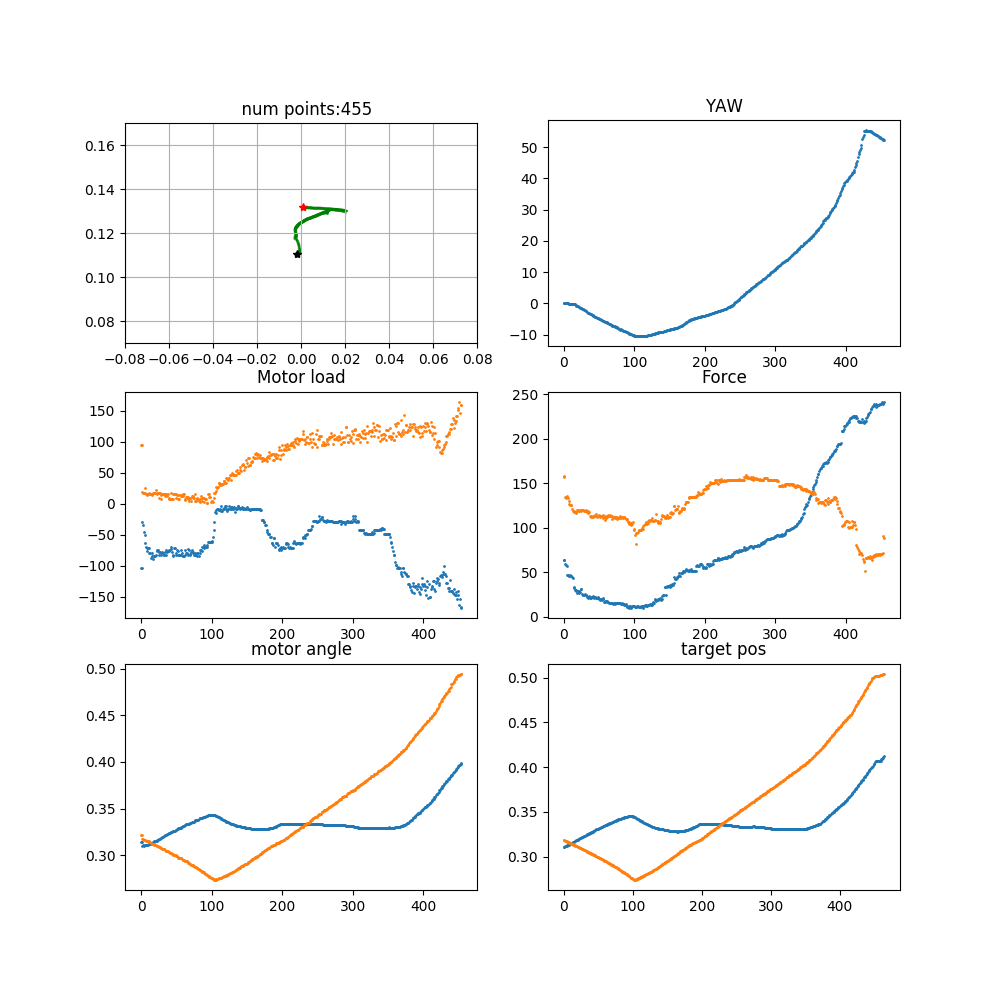 num points:455
0.16
0.14
0.12
0.10
0.08
−0.08 −0.06 −0.04 −0.02 0.00 0.02 0.04 0.06 0.08
YAW
50
40
30
20
10
0
−10
0 100 200 300 400
Motor load
150
100
50
0
−50
−100
−150
0 100 200 300 400
Force
250
200
150
100
50
0
0 100 200 300 400
motor angle
0.50
0.45
0.40
0.35
0.30
0 100 200 300 400
target pos
0.50
0.45
0.40
0.35
0.30
0 100 200 300 400